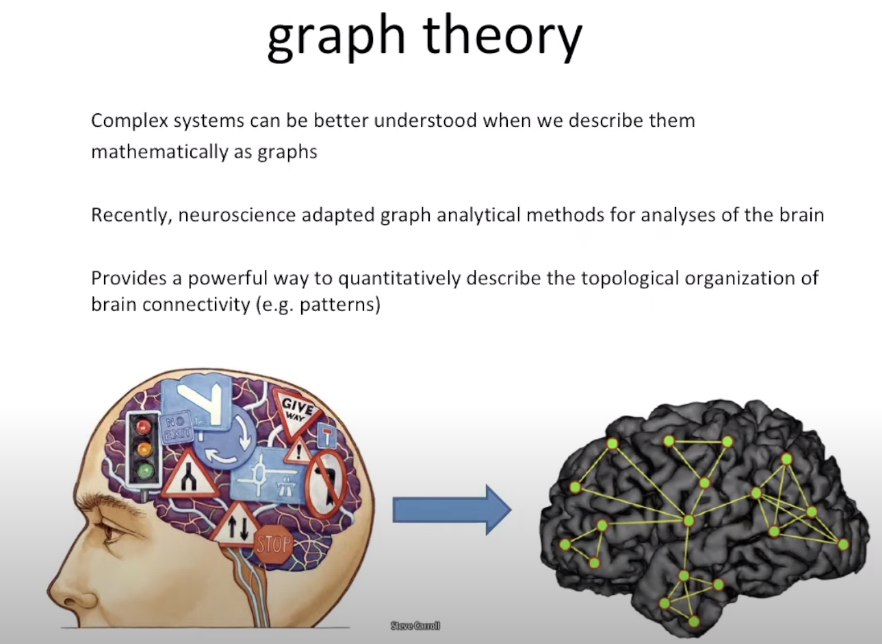 graph theory
Complex systems can be better understood when we describe them
mathematically as graphs
Recently, neuroscience adapted graph analytical methods for analyses of the brain
Provides a powerful way to quantitatively describe the topological organization of
brain connectivity (e.g. patterns)
GIVE
WAY
NO
EXIT
T
!
STOP
Steve Carroll